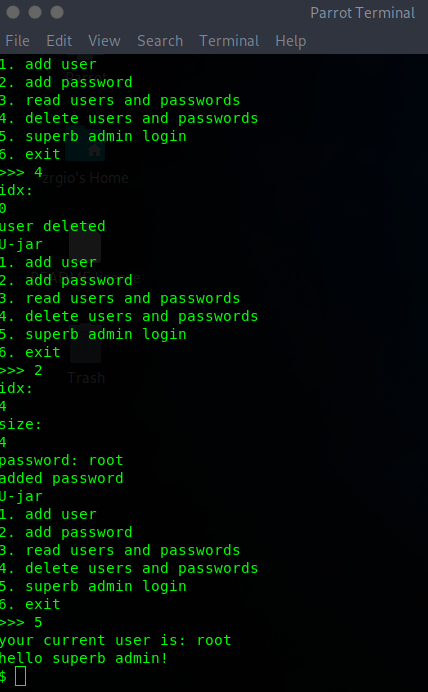 Parrot Terminal
File Edit View Search Terminal Help
1. add user
2. add password
3. read users and passwords
4. delete users and passwords
5. superb admin login
6. exit
>>> 4
zrgio's Home
idx:
0
user deleted
U-jar
1. add user
2. add password
3. read users and passwords
4. delete users and passwords
5. superb admin login
6. exit
>>> 2
Trash
idx:
4
size:
4
password: root
added password
U-jar
1. add user
2. add password
3. read users and passwords
4. delete users and passwords
5. superb admin login
6. exit
>>> 5
your current user is: root
hello superb admin!
$